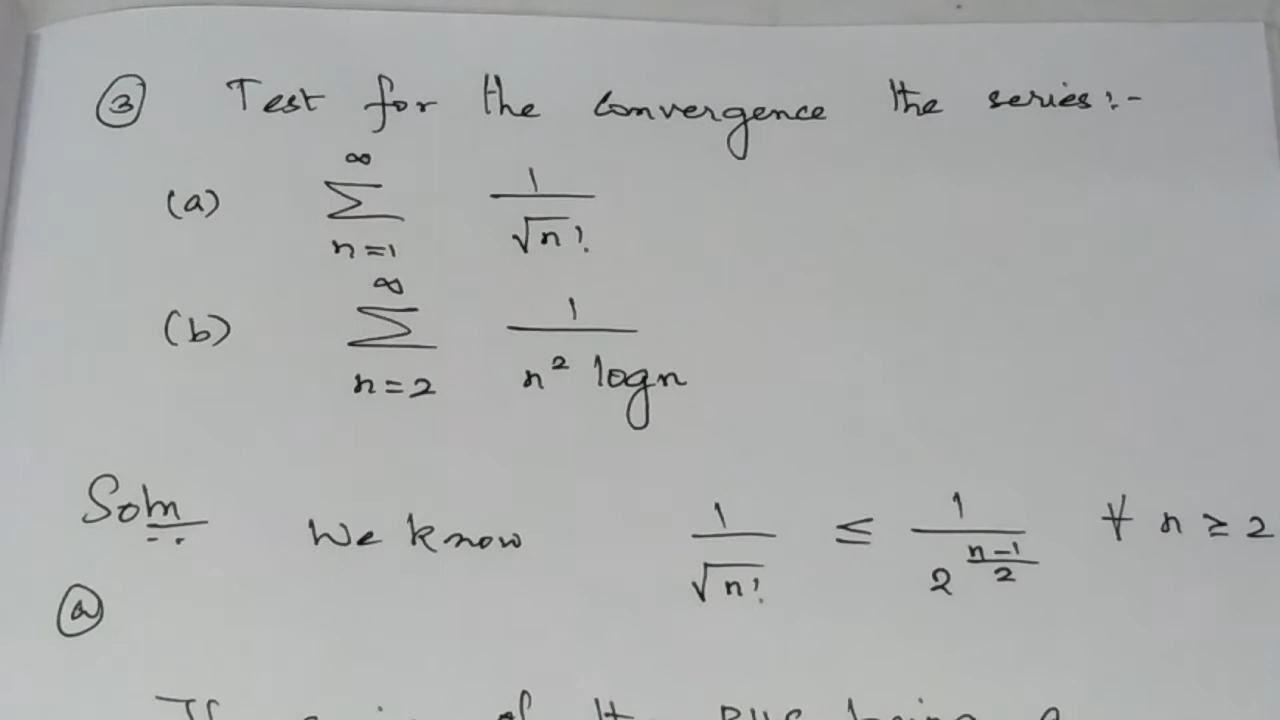 ③ Test for the convergence the series:-
(a) ∞ ∑ n=1 1/√n!
(b) ∞ ∑ n=2 1/(n² logn)
Soln We know 1/√n! ≤ 1/2^((n-1)/2) ∀ n ≥ 2
ⓐ